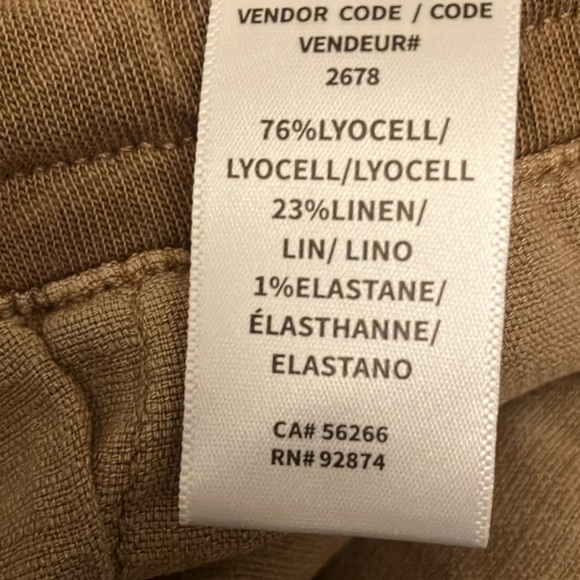 VENDOR CODE / CODE
VENDEUR#
2678
76%LYOCELL/
LYOCELL/LYOCELL
23%LINEN/
LIN/ LINO
1%ELASTANE/
ÉLASTHANNE/
ELASTANO
CA# 56266
RN# 92874